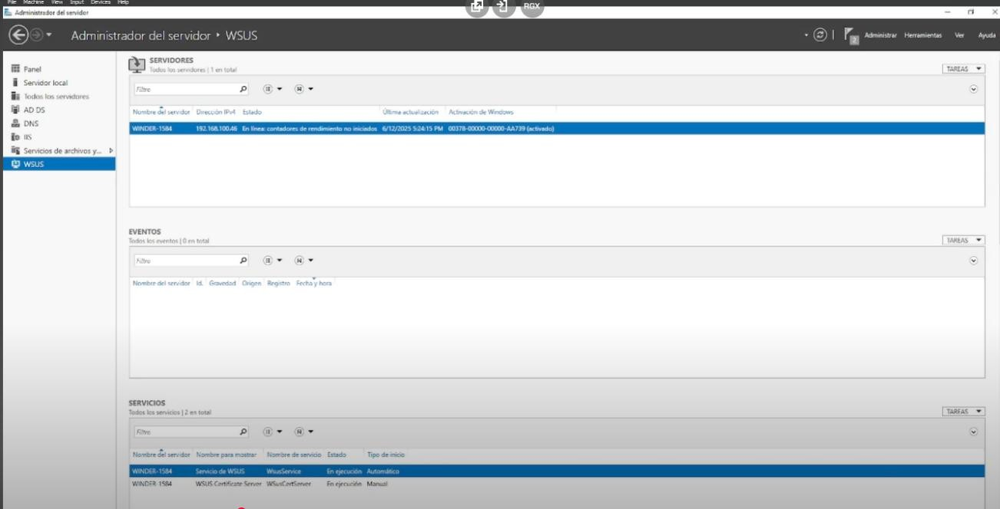 File Machine View Input Devices Help
RGX
Administrador del servidor
Administrador del servidor ‣ WSUS
2 Administrar Herramientas Ver Ayuda
Panel
Servidor local
Todos los servidores
AD DS
DNS
IIS
Servicios de archivos y...
WSUS
SERVIDORES
Todos los servidores | 1 en total
TAREAS
Filtro
Nombre del servidor Dirección IPv4 Estado Última actualización Activación de Windows
WINDER-1584 192.168.100.46 En línea: contadores de rendimiento no iniciados 6/12/2025 5:24:15 PM 00378-00000-00000-AA739 (activado)
EVENTOS
Todos los eventos | 0 en total
TAREAS
Filtro
Nombre del servidor Id. Gravedad Origen Registro Fecha y hora
SERVICIOS
Todos los servicios | 2 en total
TAREAS
Filtro
Nombre del servidor Nombre para mostrar Nombre de servicio Estado Tipo de inicio
WINDER-1584 Servicio de WSUS WsusService En ejecución Automático
WINDER-1584 WSUS Certificate Server WSusCertServer En ejecución Manual